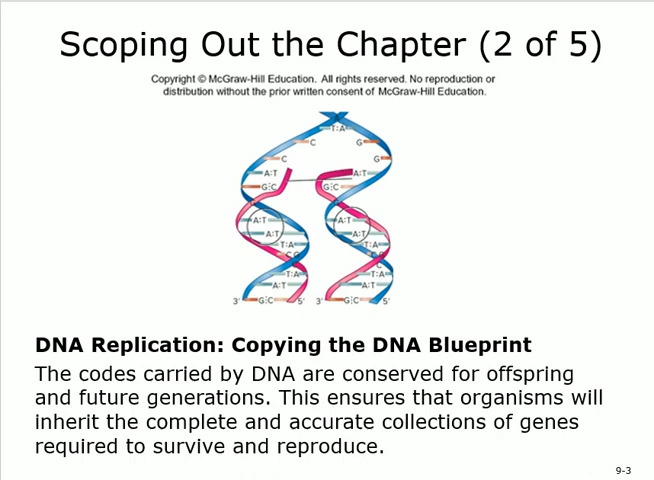 Scoping Out the Chapter (2 of 5)
Copyright © McGraw-Hill Education. All rights reserved. No reproduction or
distribution without the prior written consent of McGraw-Hill Education.
T:A
C G
C G
A:T A:T
G:C G:C
A:T A:T
A:T A:T
T:A T:A
C G
T:A T:A
A:T A:T
3' G:C 5' 3' G:C 5'
DNA Replication: Copying the DNA Blueprint
The codes carried by DNA are conserved for offspring
and future generations. This ensures that organisms will
inherit the complete and accurate collections of genes
required to survive and reproduce.
9-3